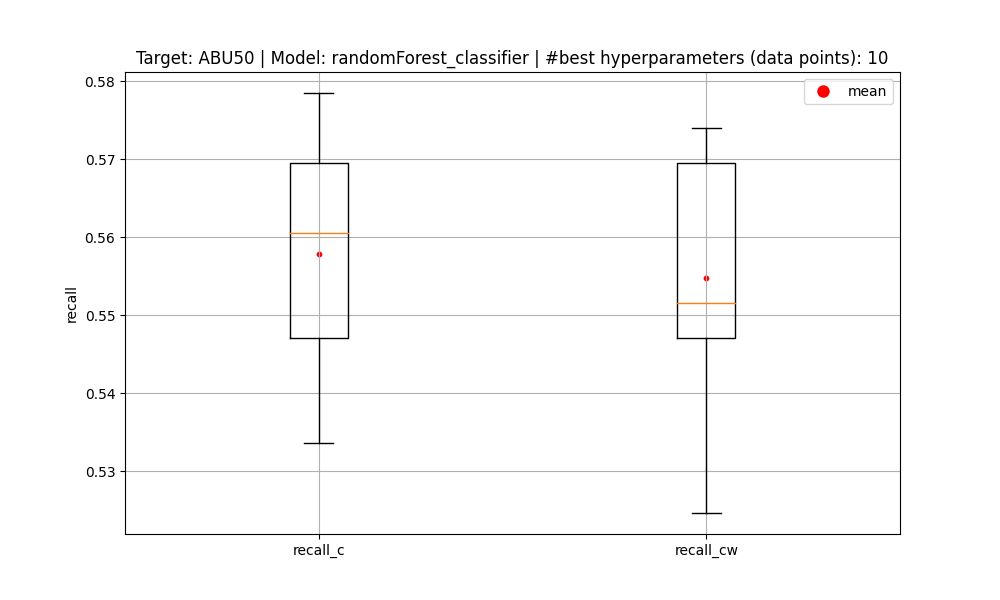 Target: ABU50 | Model: randomForest_classifier | #best hyperparameters (data points): 10
mean
0.58
0.57
0.56
0.55
0.54
0.53
recall
recall_c
recall_cw